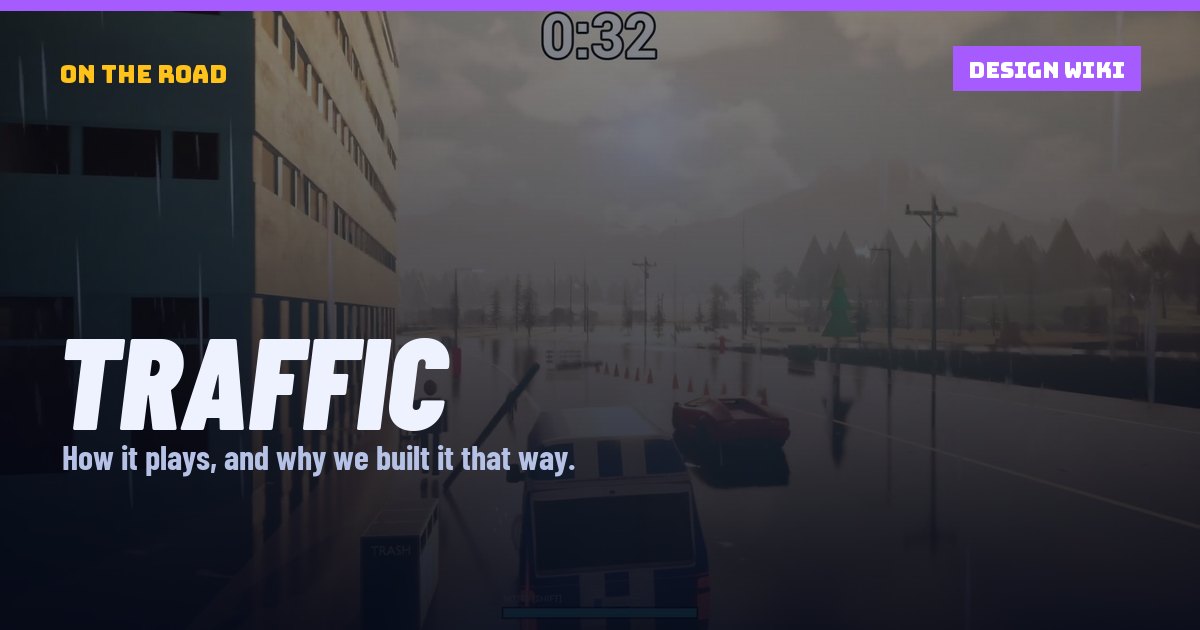 0:32
ON THE ROAD
DESIGN WIKI
TRAFFIC
How it plays, and why we built it that way.
TRASH